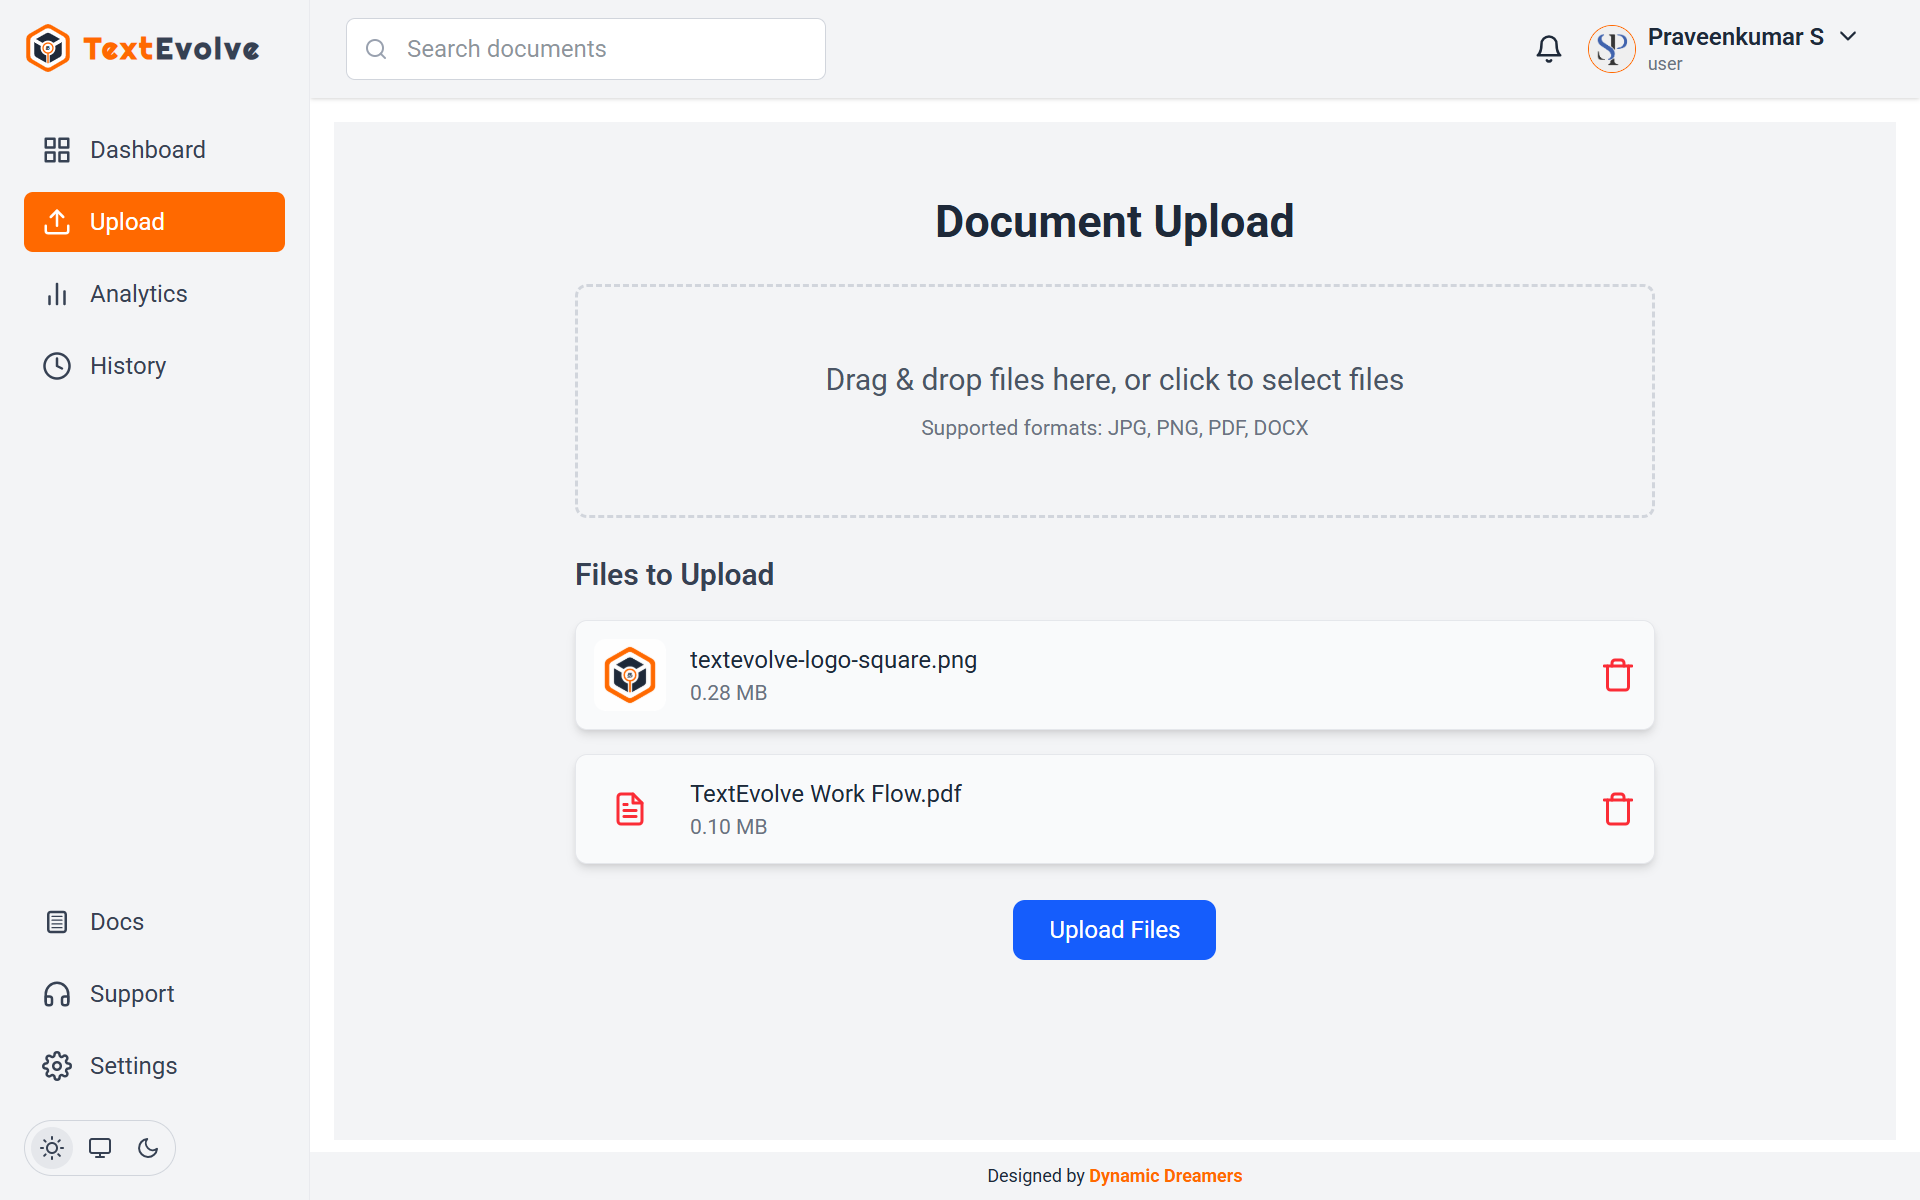 TextEvolve
Search documents
Praveenkumar S
user
Dashboard
Upload
Analytics
History
Docs
Support
Settings
Document Upload
Drag & drop files here, or click to select files
Supported formats: JPG, PNG, PDF, DOCX
Files to Upload
textevolve-logo-square.png
0.28 MB
TextEvolve Work Flow.pdf
0.10 MB
Upload Files
Designed by Dynamic Dreamers